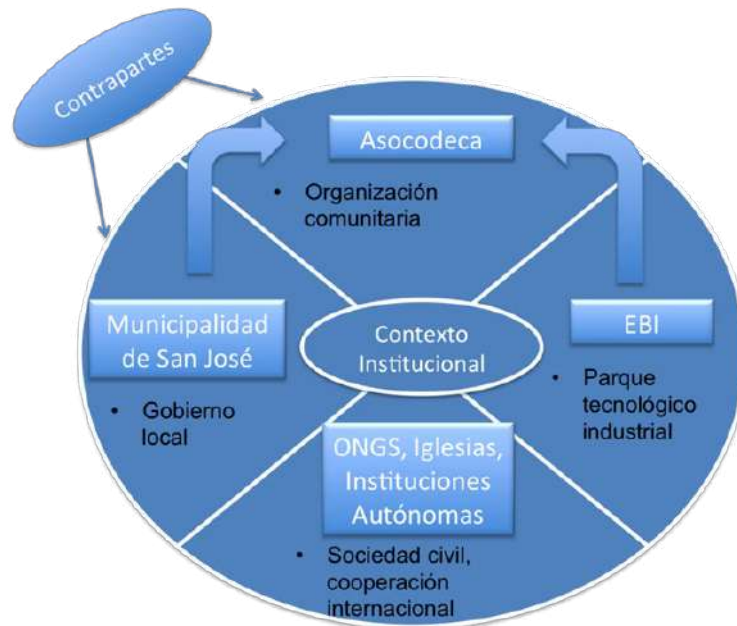 Contrapartes
Asocodeca
• Organización
comunitaria
Municipalidad
de San José
• Gobierno
local
Contexto
Institucional
EBI
• Parque
tecnológico
industrial
ONGS, Iglesias,
Instituciones
Autónomas
• Sociedad civil,
cooperación
internacional